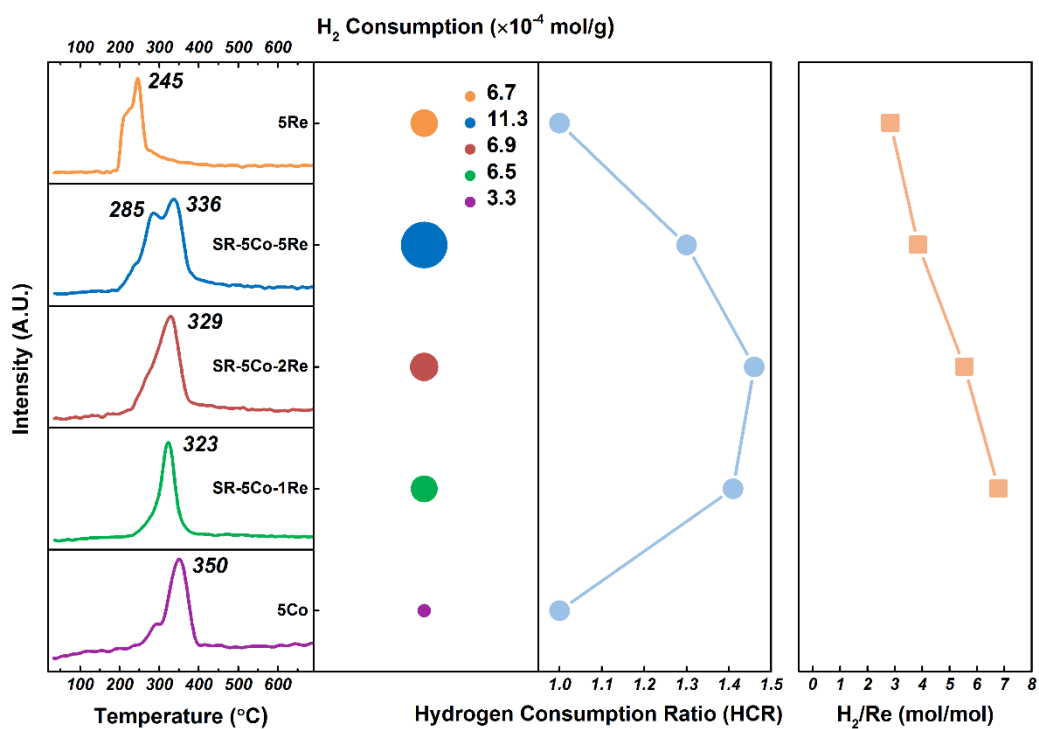 H₂ Consumption (×10⁻⁴ mol/g)
100 200 300 400 500 600
245
5Re
6.7
11.3
6.9
6.5
3.3
285 336
SR-5Co-5Re
329
SR-5Co-2Re
323
SR-5Co-1Re
350
5Co
Intensity (A.U.)
100 200 300 400 500 600
1.0 1.1 1.2 1.3 1.4 1.5
0 1 2 3 4 5 6 7 8
Temperature (°C)
Hydrogen Consumption Ratio (HCR)
H₂/Re (mol/mol)